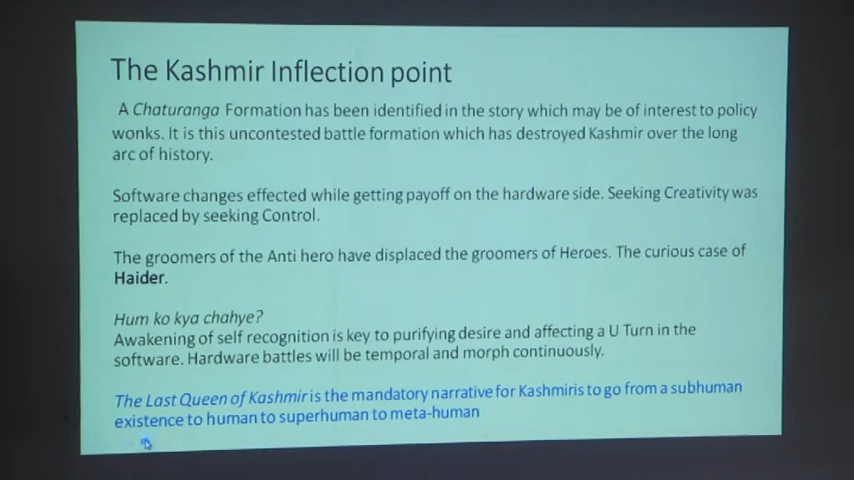 The Kashmir Inflection point
A Chaturanga Formation has been identified in the story which may be of interest to policy
wonks. It is this uncontested battle formation which has destroyed Kashmir over the long
arc of history.
Software changes effected while getting payoff on the hardware side. Seeking Creativity was
replaced by seeking Control.
The groomers of the Anti hero have displaced the groomers of Heroes. The curious case of
Haider.
Hum ko kya chahye?
Awakening of self recognition is key to purifying desire and affecting a U Turn in the
software. Hardware battles will be temporal and morph continuously.
The Last Queen of Kashmir is the mandatory narrative for Kashmiris to go from a subhuman
existence to human to superhuman to meta-human